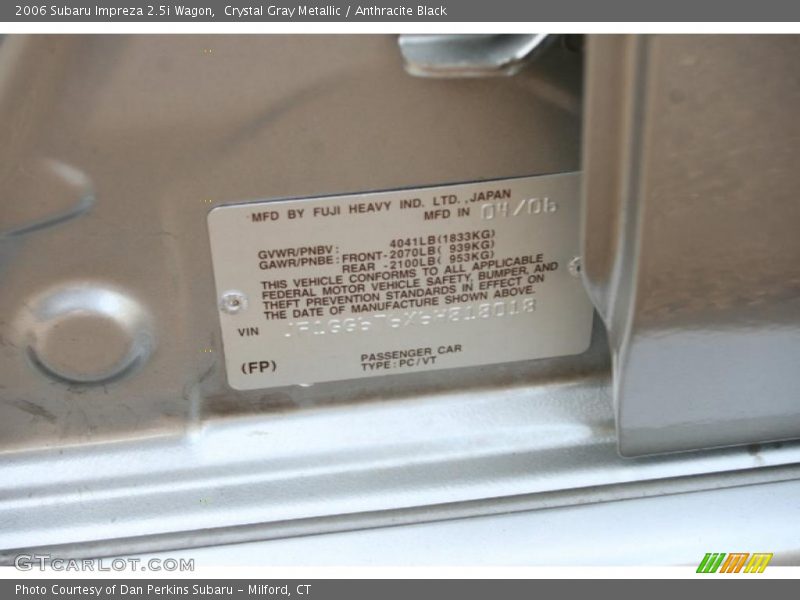 2006 Subaru Impreza 2.5i Wagon,  Crystal Gray Metallic / Anthracite Black
MFD BY FUJI HEAVY IND. LTD., JAPAN
MFD IN 04/06
GVWR/PNBV: 4041LB(1833KG)
GAWR/PNBE: FRONT-2070LB( 939KG)
REAR -2100LB( 953KG)
THIS VEHICLE CONFORMS TO ALL APPLICABLE
FEDERAL MOTOR VEHICLE SAFETY, BUMPER, AND
THEFT PREVENTION STANDARDS IN EFFECT ON
THE DATE OF MANUFACTURE SHOWN ABOVE.
VIN
(FP)
PASSENGER CAR
TYPE: PC/VT
GTCARLOT.COM
Photo Courtesy of Dan Perkins Subaru - Milford, CT